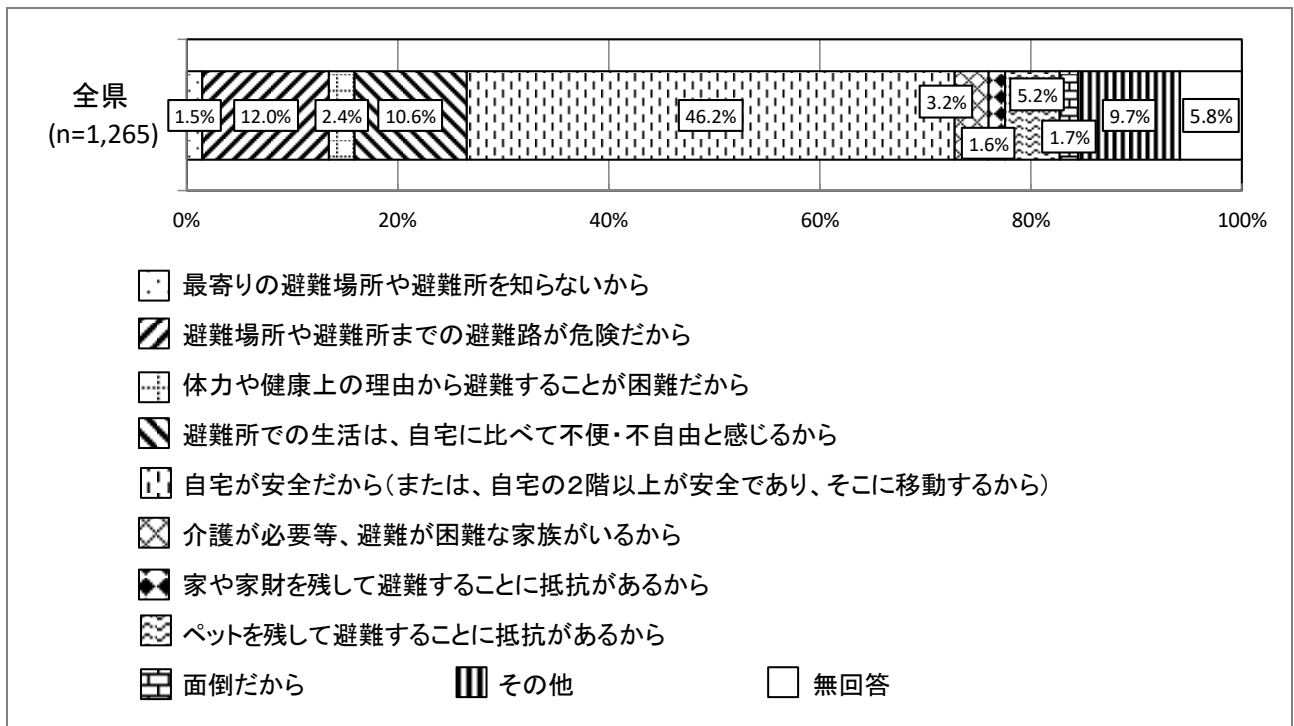 全県
(n=1,265)
1.5%
12.0%
2.4%
10.6%
46.2%
3.2%
1.6%
5.2%
1.7%
9.7%
5.8%
0%
20%
40%
60%
80%
100%
最寄りの避難場所や避難所を知らないから
避難場所や避難所までの避難路が危険だから
体力や健康上の理由から避難することが困難だから
避難所での生活は、自宅に比べて不便・不自由と感じるから
自宅が安全だから(または、自宅の2階以上が安全であり、そこに移動するから)
介護が必要等、避難が困難な家族がいるから
家や家財を残して避難することに抵抗があるから
ペットを残して避難することに抵抗があるから
面倒だから
その他
無回答